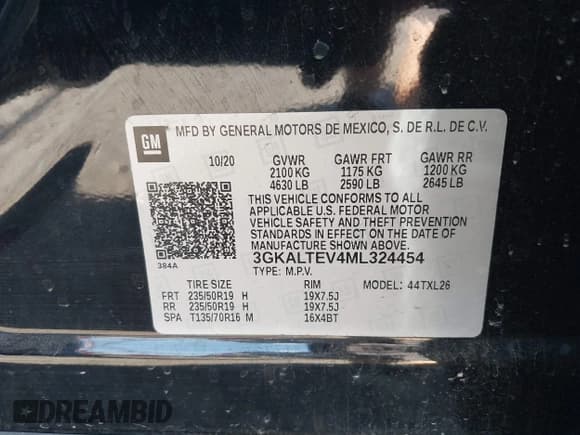 GM MFD BY GENERAL MOTORS DE MEXICO, S. DE R.L. DE C.V.
10/20 GVWR GAWR FRT GAWR RR
2100 KG 1175 KG 1200 KG
4630 LB 2590 LB 2645 LB
THIS VEHICLE CONFORMS TO ALL
APPLICABLE U.S. FEDERAL MOTOR
VEHICLE SAFETY AND THEFT PREVENTION
STANDARDS IN EFFECT ON THE DATE OF
MANUFACTURE SHOWN ABOVE.
384A 3GKALTEV4ML324454
TYPE: M.P.V.
TIRE SIZE RIM MODEL: 44TXL26
FRT 235/50R19 H 19X7.5J
RR 235/50R19 H 19X7.5J
SPA T135/70R16 M 16X4BT
DREAMBID